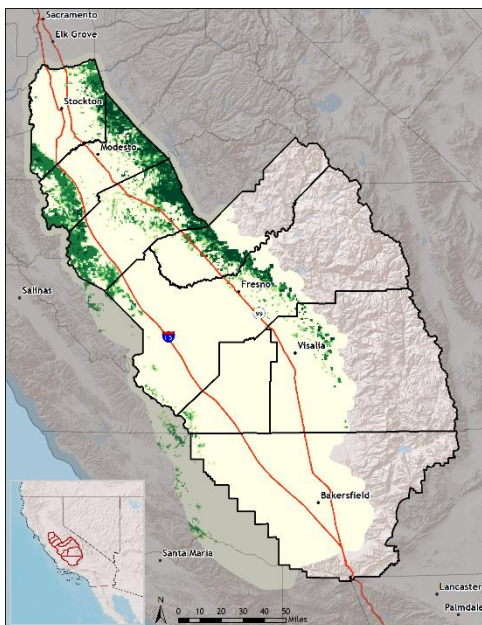 Sacramento
Elk Grove
Stockton
Modesto
Salinas
Fresno
99
I 5
Visalia
Bakersfield
Santa Maria
Lancaster
Palmdale
N
0 5 10 20 30 40 50
Miles